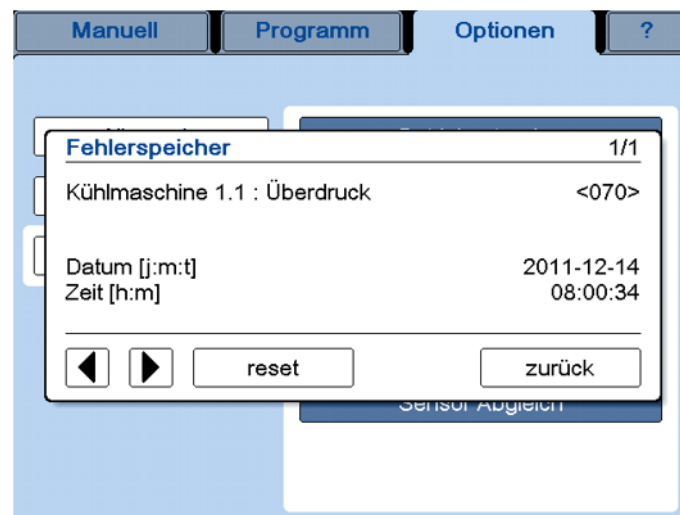 Manuell Programm Optionen ?
Fehlerspeicher 1/1
Kühlmaschine 1.1 : Überdruck <070>
Datum [j:m:t] 2011-12-14
Zeit [h:m] 08:00:34
reset zurück
Sensor Abgleich